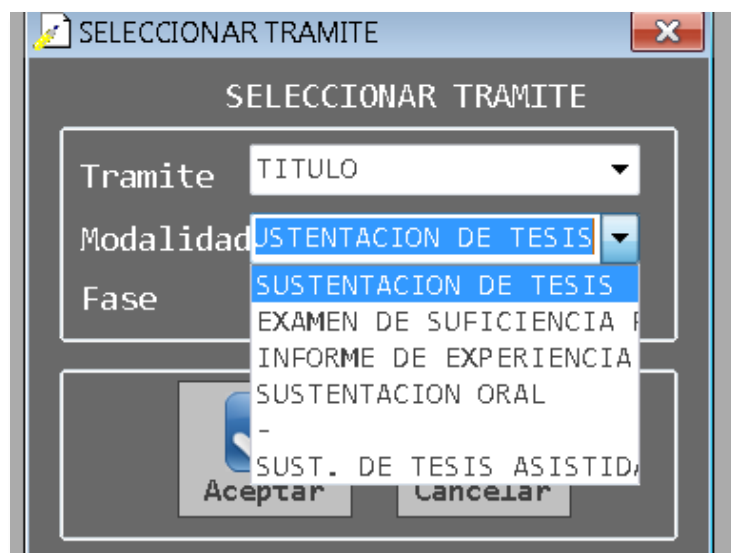 SELECCIONAR TRAMITE
SELECCIONAR TRAMITE
Tramite TITULO
Modalidad USTENTACION DE TESIS
Fase
SUSTENTACION DE TESIS
EXAMEN DE SUFICIENCIA
INFORME DE EXPERIENCIA
SUSTENTACION ORAL
-
SUST. DE TESIS ASISTIDA
Aceptar Cancelar